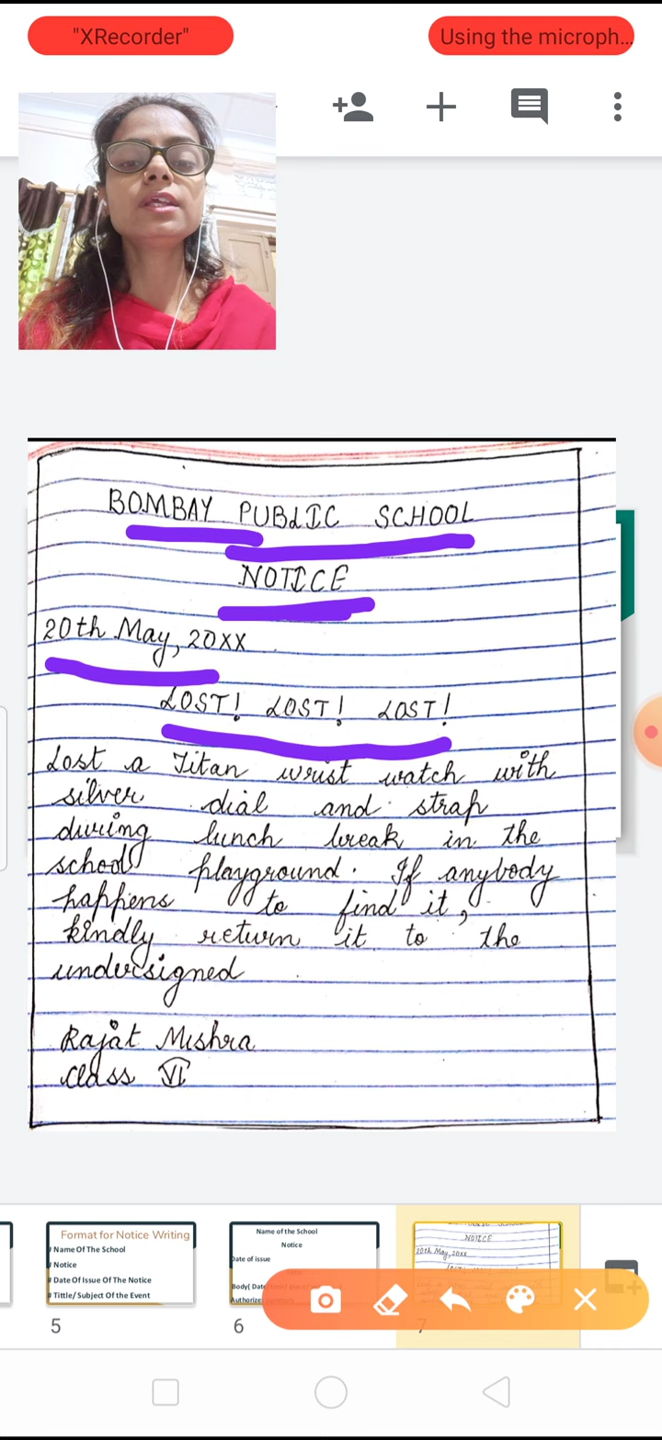 "XRecorder"
Using the microph...
BOMBAY PUBLIC SCHOOL
NOTICE
20th May, 20XX
LOST! LOST! LOST!
Lost a Titan wrist watch with
silver dial and strap
during lunch break in the
school playground. If anybody
happens to find it,
kindly return it to the
undersigned
Rajat Mishra
Class VI
Format for Notice Writing
# Name Of The School
# Notice
# Date Of Issue Of The Notice
# Tittle/ Subject Of the Event
5
Name of the School
Notice
Date of issue
Body( Date
6
NOTICE
20th May, 20XX
7